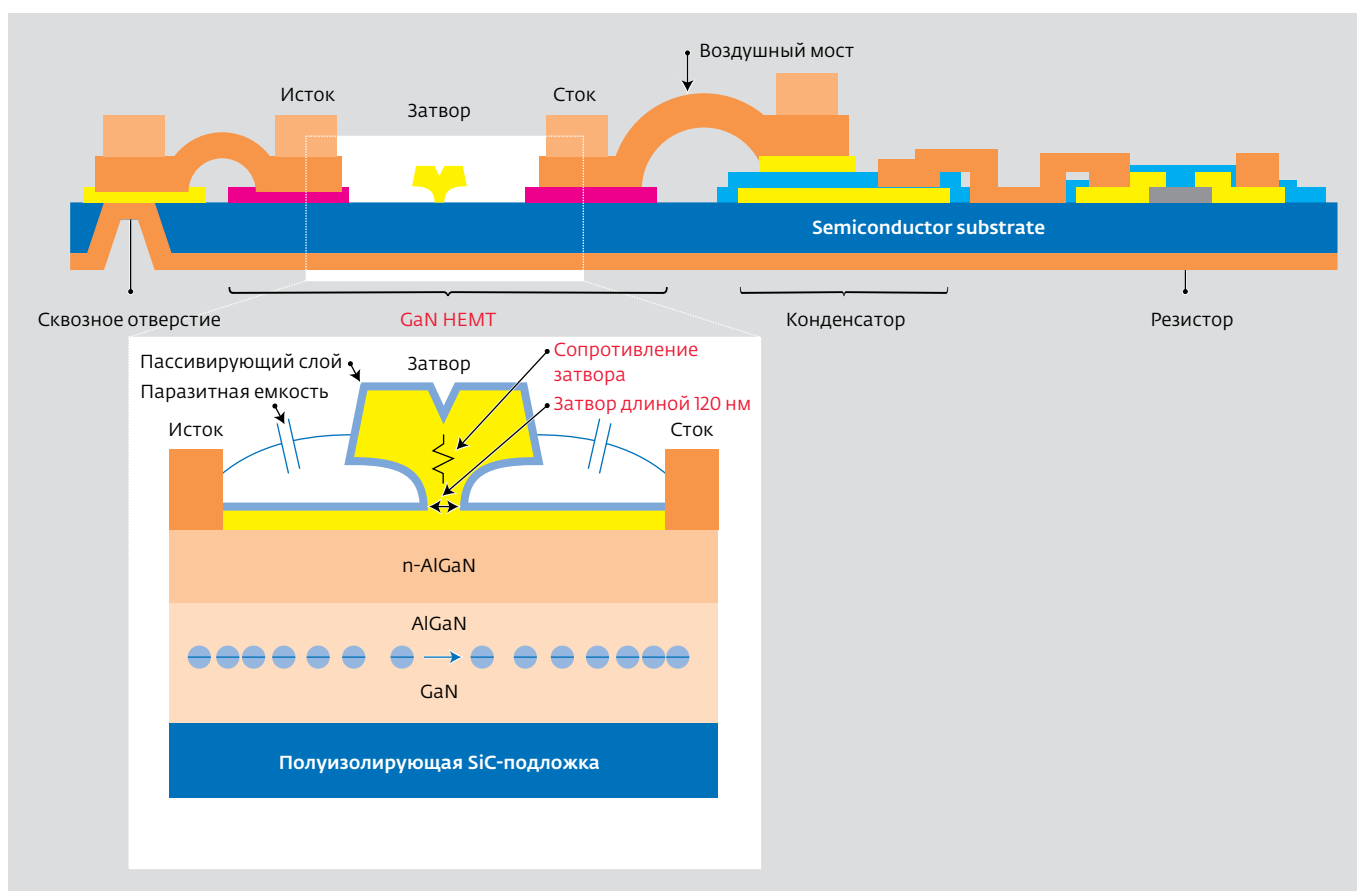 Воздушный мост
Исток
Затвор
Сток
Semiconductor substrate
Сквозное отверстие
GaN HEMT
Конденсатор
Резистор
Пассивирующий слой
Паразитная емкость
Затвор
Сопротивление
затвора
Затвор длиной 120 нм
Исток
Сток
n-AlGaN
AlGaN
GaN
Полуизолирующая SiC-подложка